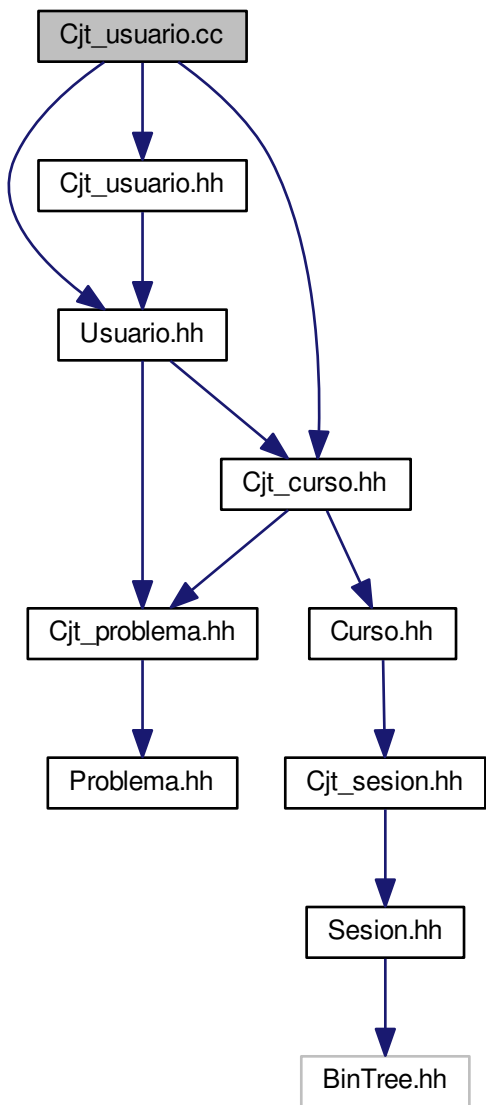 Cjt_usuario.cc
Cjt_usuario.hh
Usuario.hh
Cjt_curso.hh
Cjt_problema.hh
Curso.hh
Problema.hh
Cjt_sesion.hh
Sesion.hh
BinTree.hh